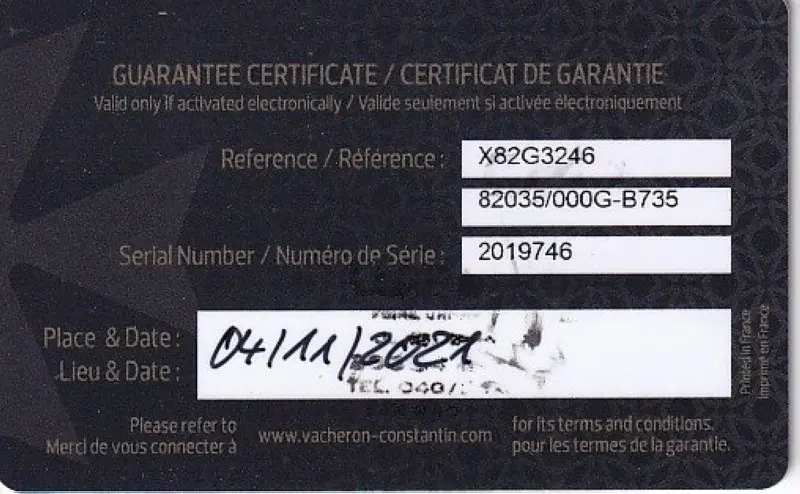 GUARANTEE CERTIFICATE / CERTIFICAT DE GARANTIE
Valid only if activated electronically / Valide seulement si activée électroniquement
Reference / Référence : X82G3246
82035/000G-B735
Serial Number / Numéro de Série : 2019746
Place & Date :
Lieu & Date :
04/11/2021
TEL. 040/
Printed in France
Imprimé en France
Please refer to
Merci de vous connecter à
www.vacheron-constantin.com
for its terms and conditions.
pour les termes de la garantie.